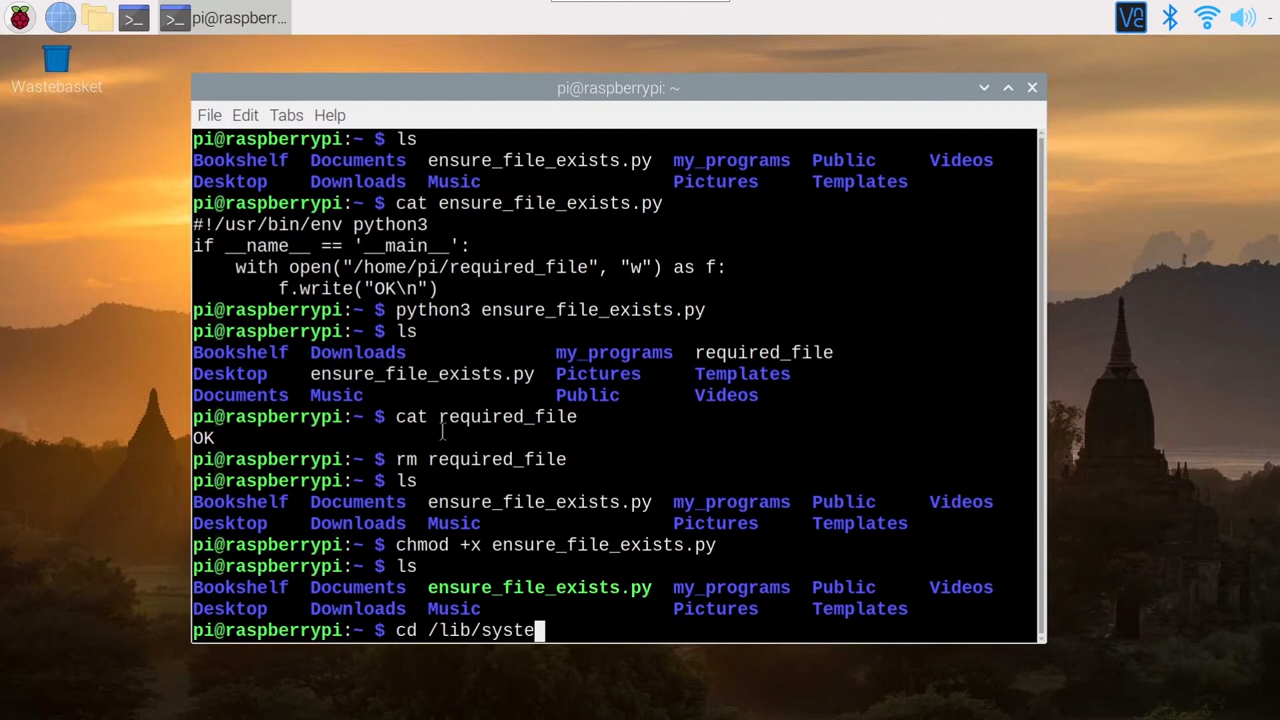 pi@raspberr...
Wastebasket
pi@raspberrypi: ~
File Edit Tabs Help
pi@raspberrypi:~ $ ls
Bookshelf Documents ensure_file_exists.py my_programs Public Videos
Desktop Downloads Music Pictures Templates
pi@raspberrypi:~ $ cat ensure_file_exists.py
#!/usr/bin/env python3
if __name__ == '__main__':
    with open("/home/pi/required_file", "w") as f:
        f.write("OK\n")
pi@raspberrypi:~ $ python3 ensure_file_exists.py
pi@raspberrypi:~ $ ls
Bookshelf Downloads my_programs required_file
Desktop ensure_file_exists.py Pictures Templates
Documents Music Public Videos
pi@raspberrypi:~ $ cat required_file
OK
pi@raspberrypi:~ $ rm required_file
pi@raspberrypi:~ $ ls
Bookshelf Documents ensure_file_exists.py my_programs Public Videos
Desktop Downloads Music Pictures Templates
pi@raspberrypi:~ $ chmod +x ensure_file_exists.py
pi@raspberrypi:~ $ ls
Bookshelf Documents ensure_file_exists.py my_programs Public Videos
Desktop Downloads Music Pictures Templates
pi@raspberrypi:~ $ cd /lib/syste